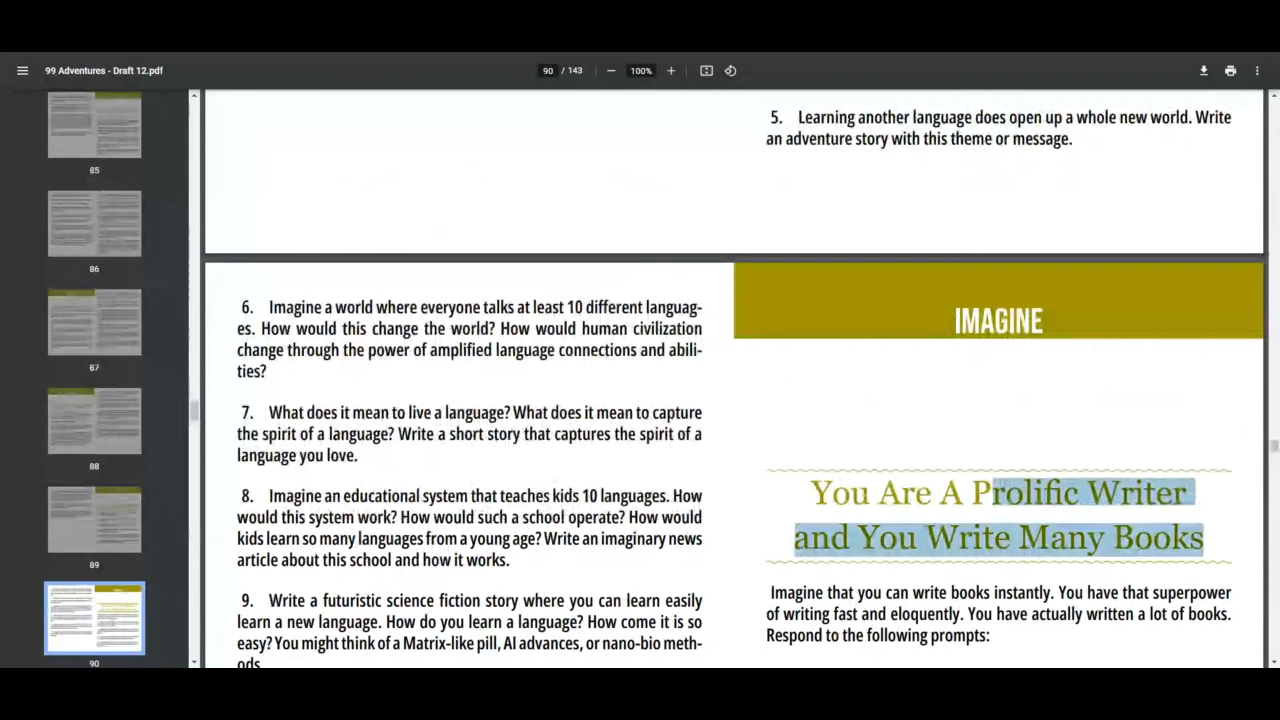 99 Adventures - Draft 12.pdf
90 / 143
100%
85
86
87
88
89
90
5. Learning another language does open up a whole new world. Write
an adventure story with this theme or message.
6. Imagine a world where everyone talks at least 10 different languag-
es. How would this change the world? How would human civilization
change through the power of amplified language connections and abili-
ties?
7. What does it mean to live a language? What does it mean to capture
the spirit of a language? Write a short story that captures the spirit of a
language you love.
8. Imagine an educational system that teaches kids 10 languages. How
would this system work? How would such a school operate? How would
kids learn so many languages from a young age? Write an imaginary news
article about this school and how it works.
9. Write a futuristic science fiction story where you can learn easily
learn a new language. How do you learn a language? How come it is so
easy? You might think of a Matrix-like pill, AI advances, or nano-bio meth-
ods.
IMAGINE
You Are A Prolific Writer
and You Write Many Books
Imagine that you can write books instantly. You have that superpower
of writing fast and eloquently. You have actually written a lot of books.
Respond to the following prompts: